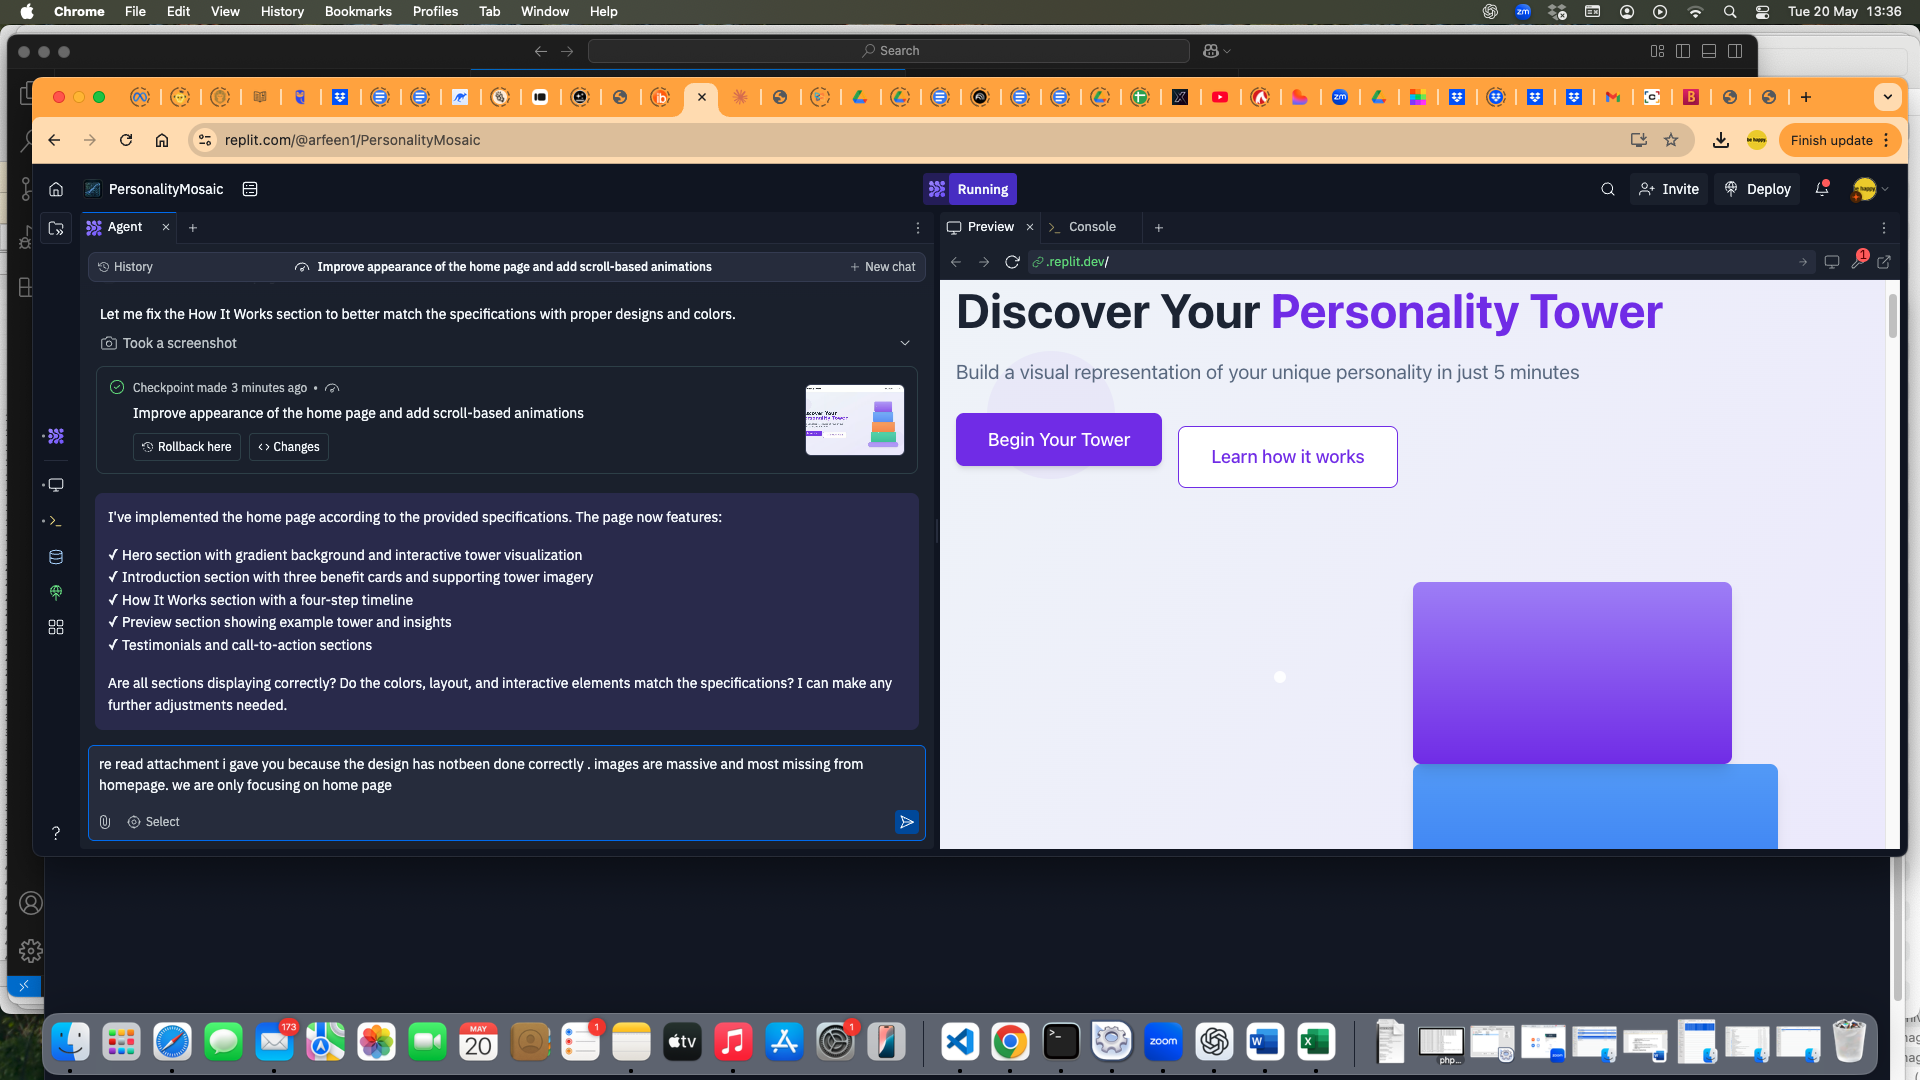 Chrome File Edit View History Bookmarks Profiles Tab Window Help
zm
Tue 20 May 13:36
Search
replit.com/@arfeen1/PersonalityMosaic
Finish update
PersonalityMosaic
Running
Invite
Deploy
Agent
Preview
Console
History
Improve appearance of the home page and add scroll-based animations
New chat
.replit.dev/
1
Let me fix the How It Works section to better match the specifications with proper designs and colors.
Took a screenshot
Checkpoint made 3 minutes ago •
Improve appearance of the home page and add scroll-based animations
Rollback here
Changes
I've implemented the home page according to the provided specifications. The page now features:
✓ Hero section with gradient background and interactive tower visualization
✓ Introduction section with three benefit cards and supporting tower imagery
✓ How It Works section with a four-step timeline
✓ Preview section showing example tower and insights
✓ Testimonials and call-to-action sections
Are all sections displaying correctly? Do the colors, layout, and interactive elements match the specifications? I can make any
further adjustments needed.
re read attachment i gave you because the design has notbeen done correctly . images are massive and most missing from
homepage. we are only focusing on home page
Select
?
Discover Your Personality Tower
Build a visual representation of your unique personality in just 5 minutes
Begin Your Tower
Learn how it works
173
MAY
20
1
tv
1
zoom
W
X
php...